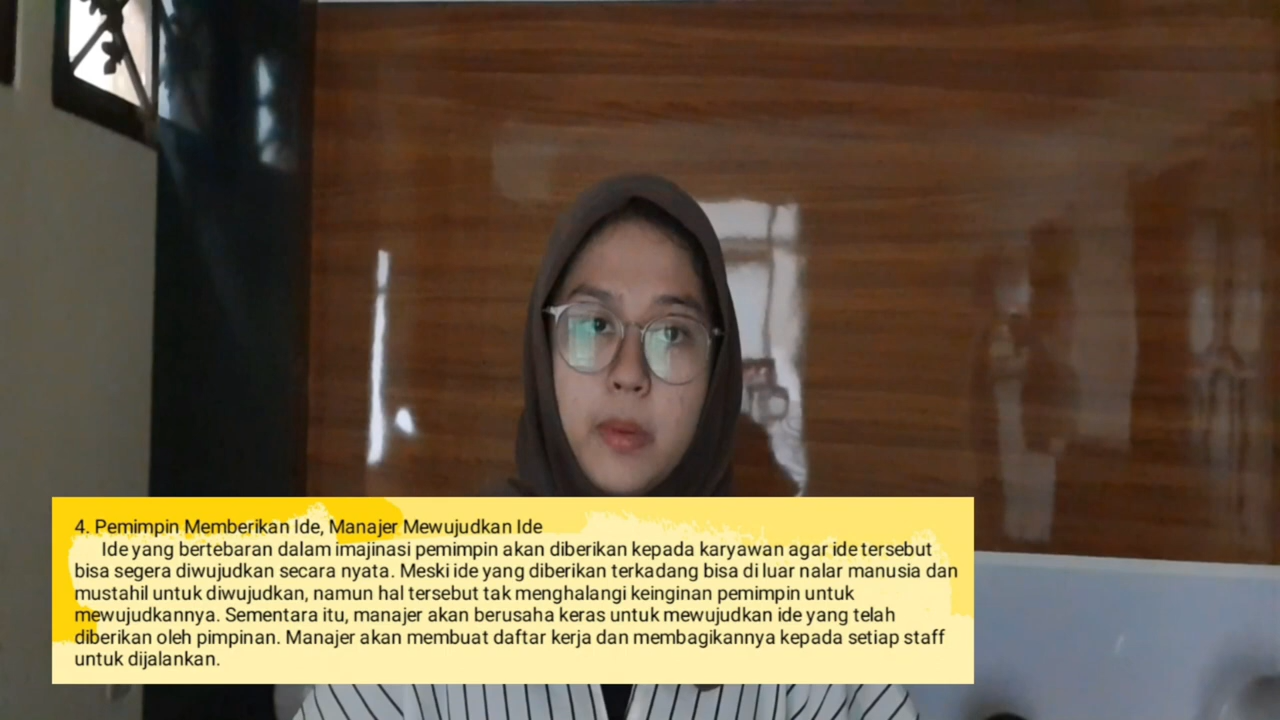 4. Pemimpin Memberikan Ide, Manajer Mewujudkan Ide
Ide yang bertebaran dalam imajinasi pemimpin akan diberikan kepada karyawan agar ide tersebut
bisa segera diwujudkan secara nyata. Meski ide yang diberikan terkadang bisa di luar nalar manusia dan
mustahil untuk diwujudkan, namun hal tersebut tak menghalangi keinginan pemimpin untuk
mewujudkannya. Sementara itu, manajer akan berusaha keras untuk mewujudkan ide yang telah
diberikan oleh pimpinan. Manajer akan membuat daftar kerja dan membagikannya kepada setiap staff
untuk dijalankan.